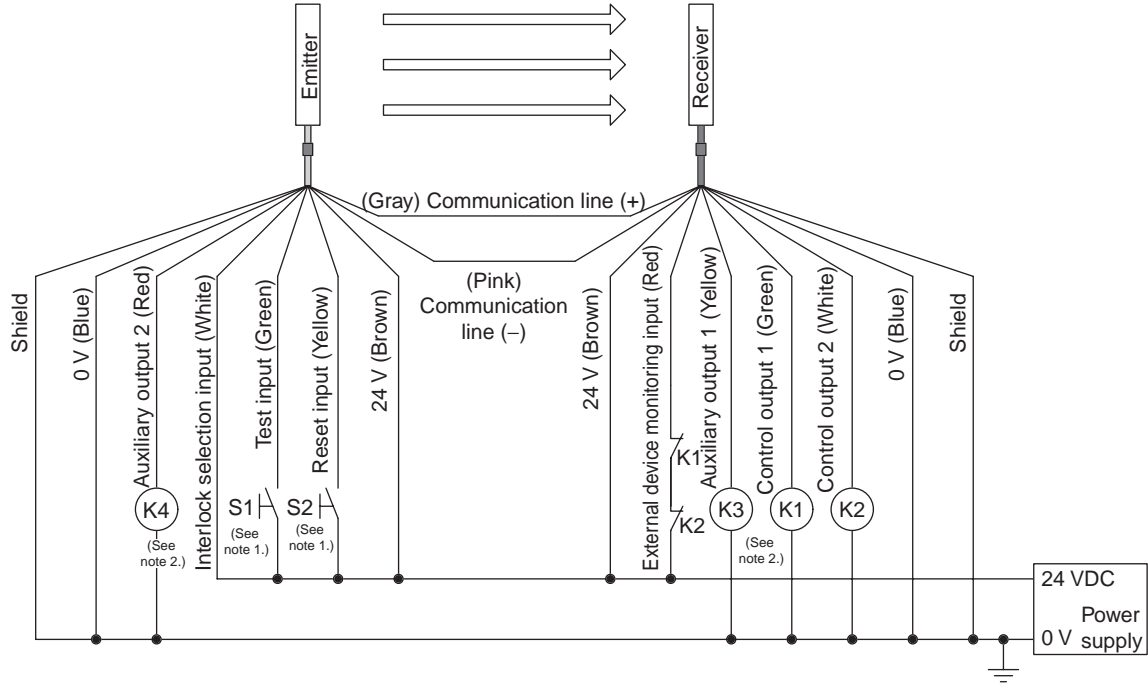 Emitter
Receiver
(Gray) Communication line (+)
(Pink)
Communication
line (−)
Shield
0 V (Blue)
Auxiliary output 2 (Red)
Interlock selection input (White)
Test input (Green)
Reset input (Yellow)
24 V (Brown)
24 V (Brown)
External device monitoring input (Red)
Auxiliary output 1 (Yellow)
Control output 1 (Green)
Control output 2 (White)
0 V (Blue)
Shield
K1
K2
K4
(See
note 2.)
S1
(See
note 1.)
S2
(See
note 1.)
K3
K1
(See
note 2.)
K2
24 VDC
Power
supply
0 V